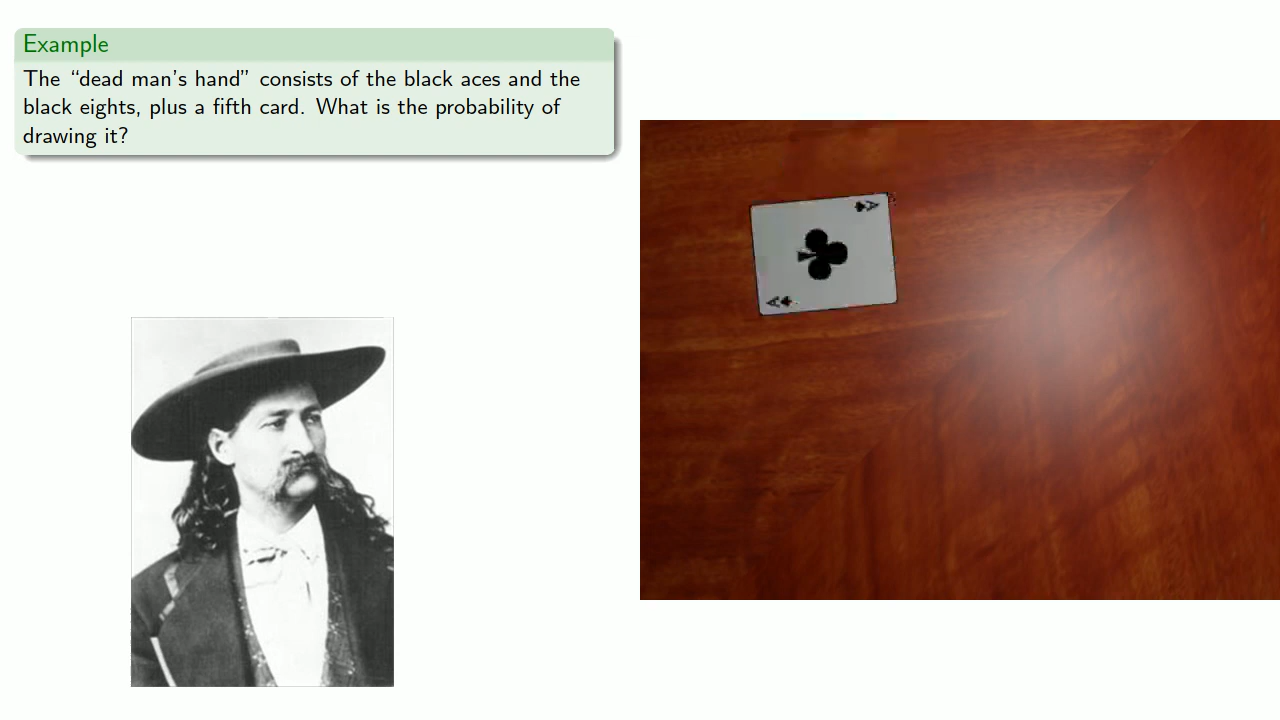 Example
The “dead man’s hand” consists of the black aces and the
black eights, plus a fifth card. What is the probability of
drawing it?
A
A